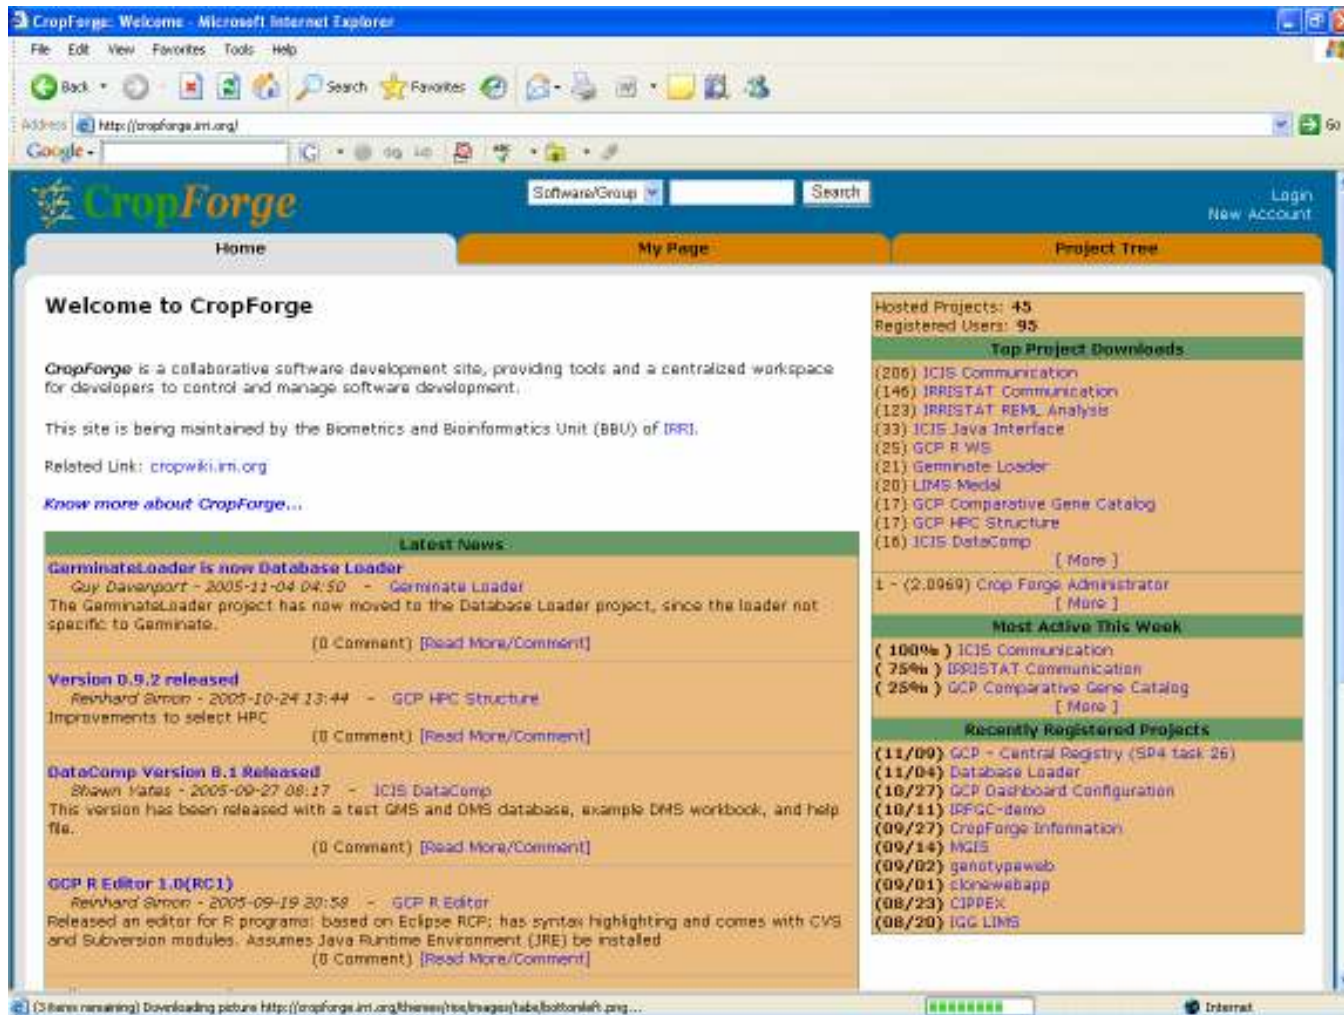 CropForge: Welcome - Microsoft Internet Explorer
File Edit View Favorites Tools Help
Back Search Favorites
Address http://cropforge.irri.org/ Go
Google
CropForge
Software/Group Search
Login
New Account
Home My Page Project Tree
Welcome to CropForge
CropForge is a collaborative software development site, providing tools and a centralized workspace
for developers to control and manage software development.
This site is being maintained by the Biometrics and Bioinformatics Unit (BBU) of IRRI.
Related Link: cropwiki.irri.org
Know more about CropForge...
Latest News
GerminateLoader is now Database Loader
Guy Davenport - 2005-11-04 04:50 - Germinate Loader
The GerminateLoader project has now moved to the Database Loader project, since the loader not
specific to Germinate.
(0 Comment) [Read More/Comment]
Version 0.9.2 released
Reinhard Simon - 2005-10-24 13:44 - GCP HPC Structure
Improvements to select HPC
(0 Comment) [Read More/Comment]
DataComp Version 8.1 Released
Shawn Yates - 2005-09-27 08:17 - ICIS DataComp
This version has been released with a test GMS and DMS database, example DMS workbook, and help
file.
(0 Comment) [Read More/Comment]
GCP R Editor 1.0(RC1)
Reinhard Simon - 2005-09-19 20:58 - GCP R Editor
Released an editor for R programs: based on Eclipse RCP; has syntax highlighting and comes with CVS
and Subversion modules. Assumes Java Runtime Environment (JRE) be installed
(0 Comment) [Read More/Comment]
Hosted Projects: 45
Registered Users: 95
Top Project Downloads
(206) ICIS Communication
(146) IRRISTAT Communication
(123) IRRISTAT REML Analysis
(33) ICIS Java Interface
(25) GCP R WS
(21) Germinate Loader
(20) LIMS Medal
(17) GCP Comparative Gene Catalog
(17) GCP HPC Structure
(16) ICIS DataComp
[ More ]
1 - (2.0969) Crop Forge Administrator
[ More ]
Most Active This Week
( 100% ) ICIS Communication
( 75% ) IRRISTAT Communication
( 25% ) GCP Comparative Gene Catalog
[ More ]
Recently Registered Projects
(11/09) GCP - Central Registry (SP4 task 26)
(11/04) Database Loader
(10/27) GCP Dashboard Configuration
(10/11) IPFGC-demo
(09/27) CropForge Information
(09/14) MGIS
(09/02) genotypeweb
(09/01) clonewebapp
(08/23) CIPPEX
(08/20) IGG LIMS
(3 items remaining) Downloading picture http://cropforge.irri.org/themes/rice/images/tabs/bottomleft.png... Internet